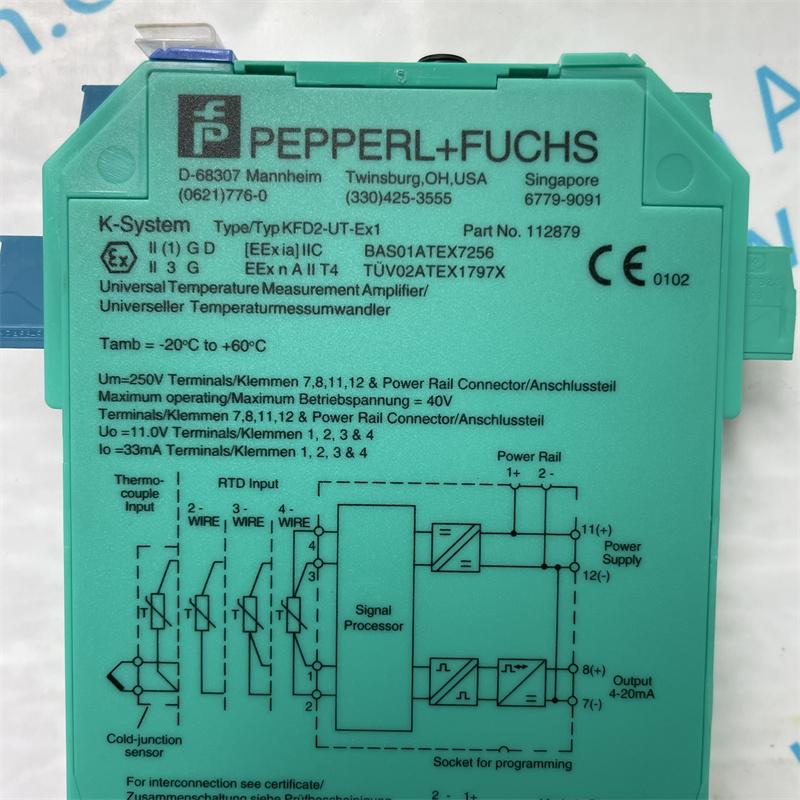 PEPPERL+FUCHS
D-68307 Mannheim Twinsburg,OH,USA Singapore
(0621)776-0 (330)425-3555 6779-9091
K-System Type/Typ KFD2-UT-Ex1 Part No. 112879
II (1) G D [EEx ia] IIC BAS01ATEX7256
II 3 G EEx n A II T4 TÜV02ATEX1797X
CE 0102
Universal Temperature Measurement Amplifier/
Universeller Temperaturmessumwandler
Tamb = -20°C to +60°C
Um=250V Terminals/Klemmen 7,8,11,12 & Power Rail Connector/Anschlussteil
Maximum operating/Maximum Betriebspannung = 40V
Terminals/Klemmen 7,8,11,12 & Power Rail Connector/Anschlussteil
Uo =11.0V Terminals/Klemmen 1, 2, 3 & 4
Io =33mA Terminals/Klemmen 1, 2, 3 & 4
Power Rail
1+ 2 -
Thermo-
couple
Input
RTD Input
2 -
WIRE
3 -
WIRE
4 -
WIRE
4
3
1
2
T
T
T
T
Signal
Processor
11(+)
Power
Supply
12(-)
8(+)
Output
4-20mA
7(-)
Cold-junction
sensor
Socket for programming
For interconnection see certificate/
Zusammenschaltung siehe Prüfbescheinigung
2 - 1+